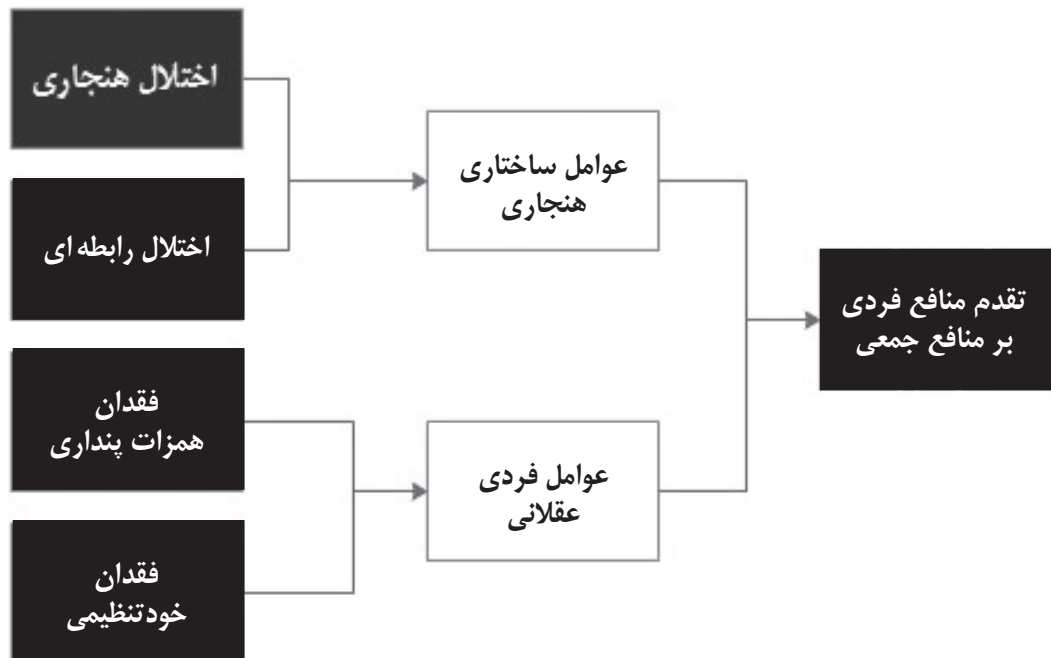 اختلال هنجاری
اختلال رابطه ای
فقدان
همزات پنداری
فقدان
خودتنظیمی
عوامل ساختاری
هنجاری
عوامل فردی
عقلانی
تقدم منافع فردی
بر منافع جمعی